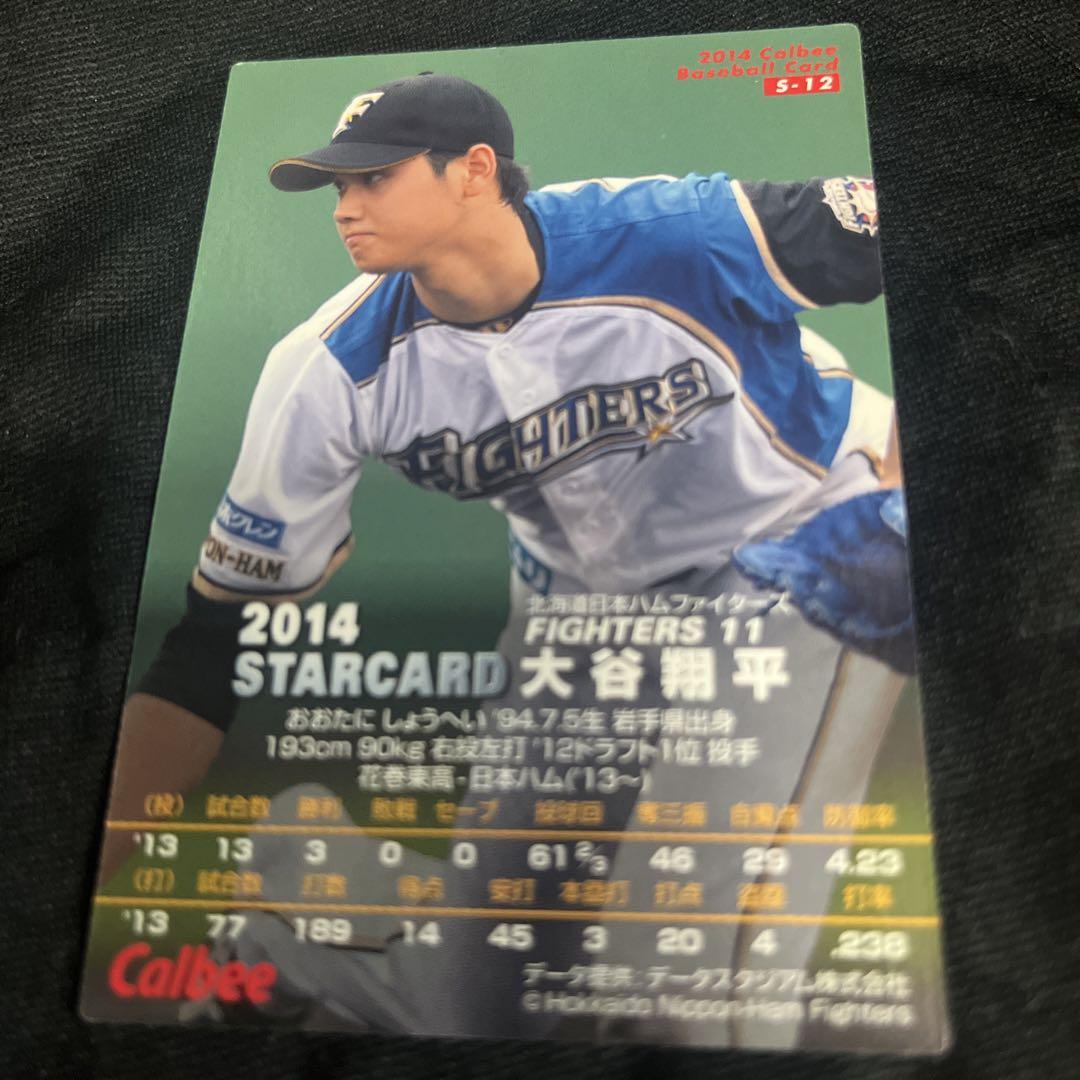 2014 Calbee
Baseball Card
S-12
FIGHTERS
クレン
ON-HAM
2014
STARCARD
北海道日本ハムファイターズ
FIGHTERS 11
大谷翔平
おおたに しょうへい '94.7.5生 岩手県出身
193cm 90kg 右投左打 '12ドラフト1位 投手
花巻東高-日本ハム('13〜)
(投) 試合数 勝利 敗戦 セーブ 投球回 奪三振 自責点 防御率
'13 13 3 0 0 61 2/3 46 29 4.23
(打) 試合数 打数 得点 安打 本塁打 打点 盗塁 打率
'13 77 189 14 45 3 20 4 .238
Calbee
データ提供:データスタジアム株式会社
©Hokkaido Nippon-Ham Fighters